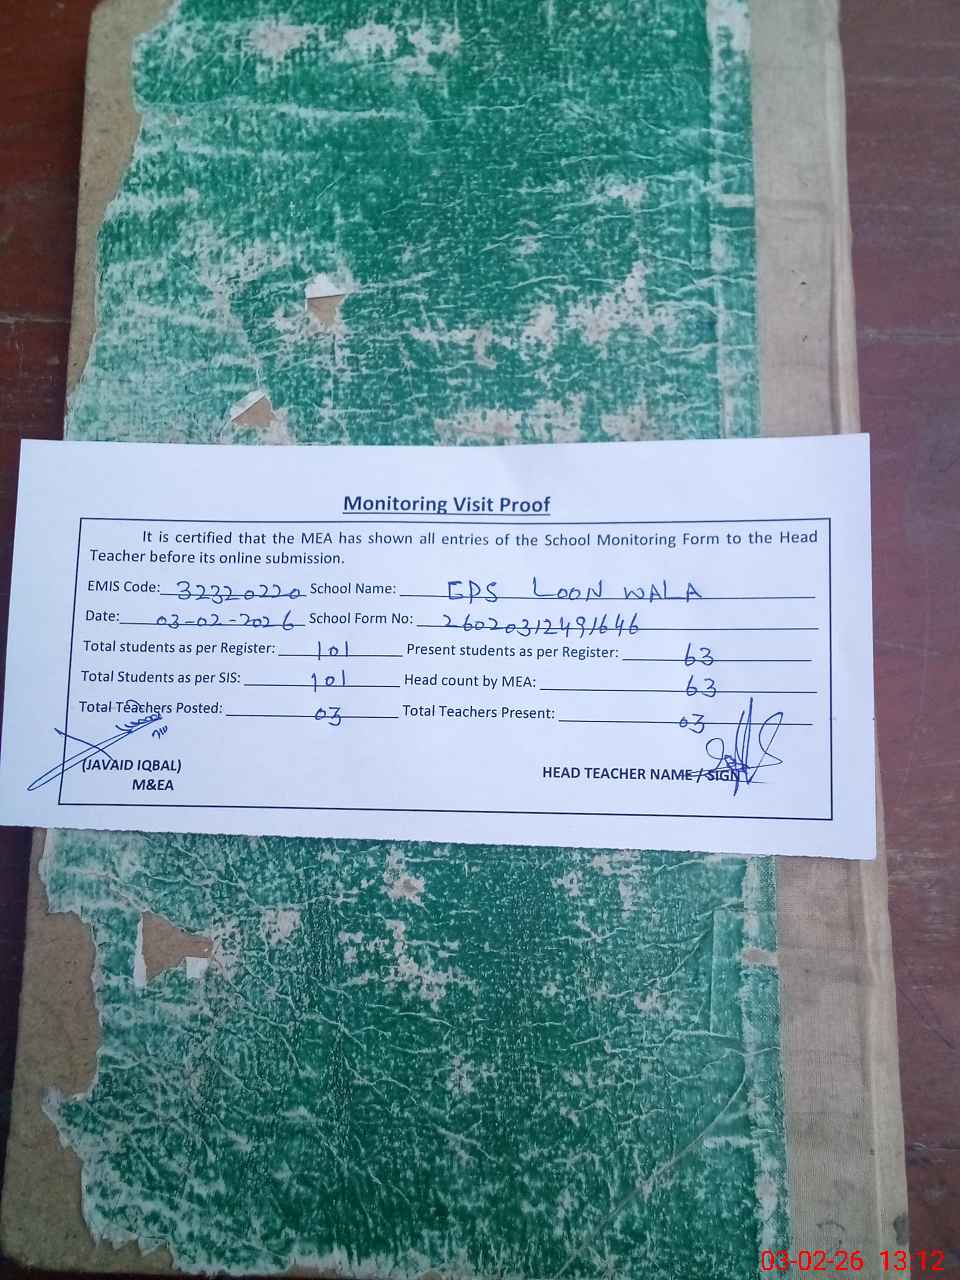 Monitoring Visit Proof
It is certified that the MEA has shown all entries of the School Monitoring Form to the Head
Teacher before its online submission.
EMIS Code: 32320220 School Name: GPS LOON WALA
Date: 03-02-2026 School Form No: 26020312491646
Total students as per Register: 101 Present students as per Register: 63
Total Students as per SIS: 101 Head count by MEA: 63
Total Teachers Posted: 03 Total Teachers Present: 03
(JAVAID IQBAL)
M&EA
HEAD TEACHER NAME / SIGN
03-02-26 13:12